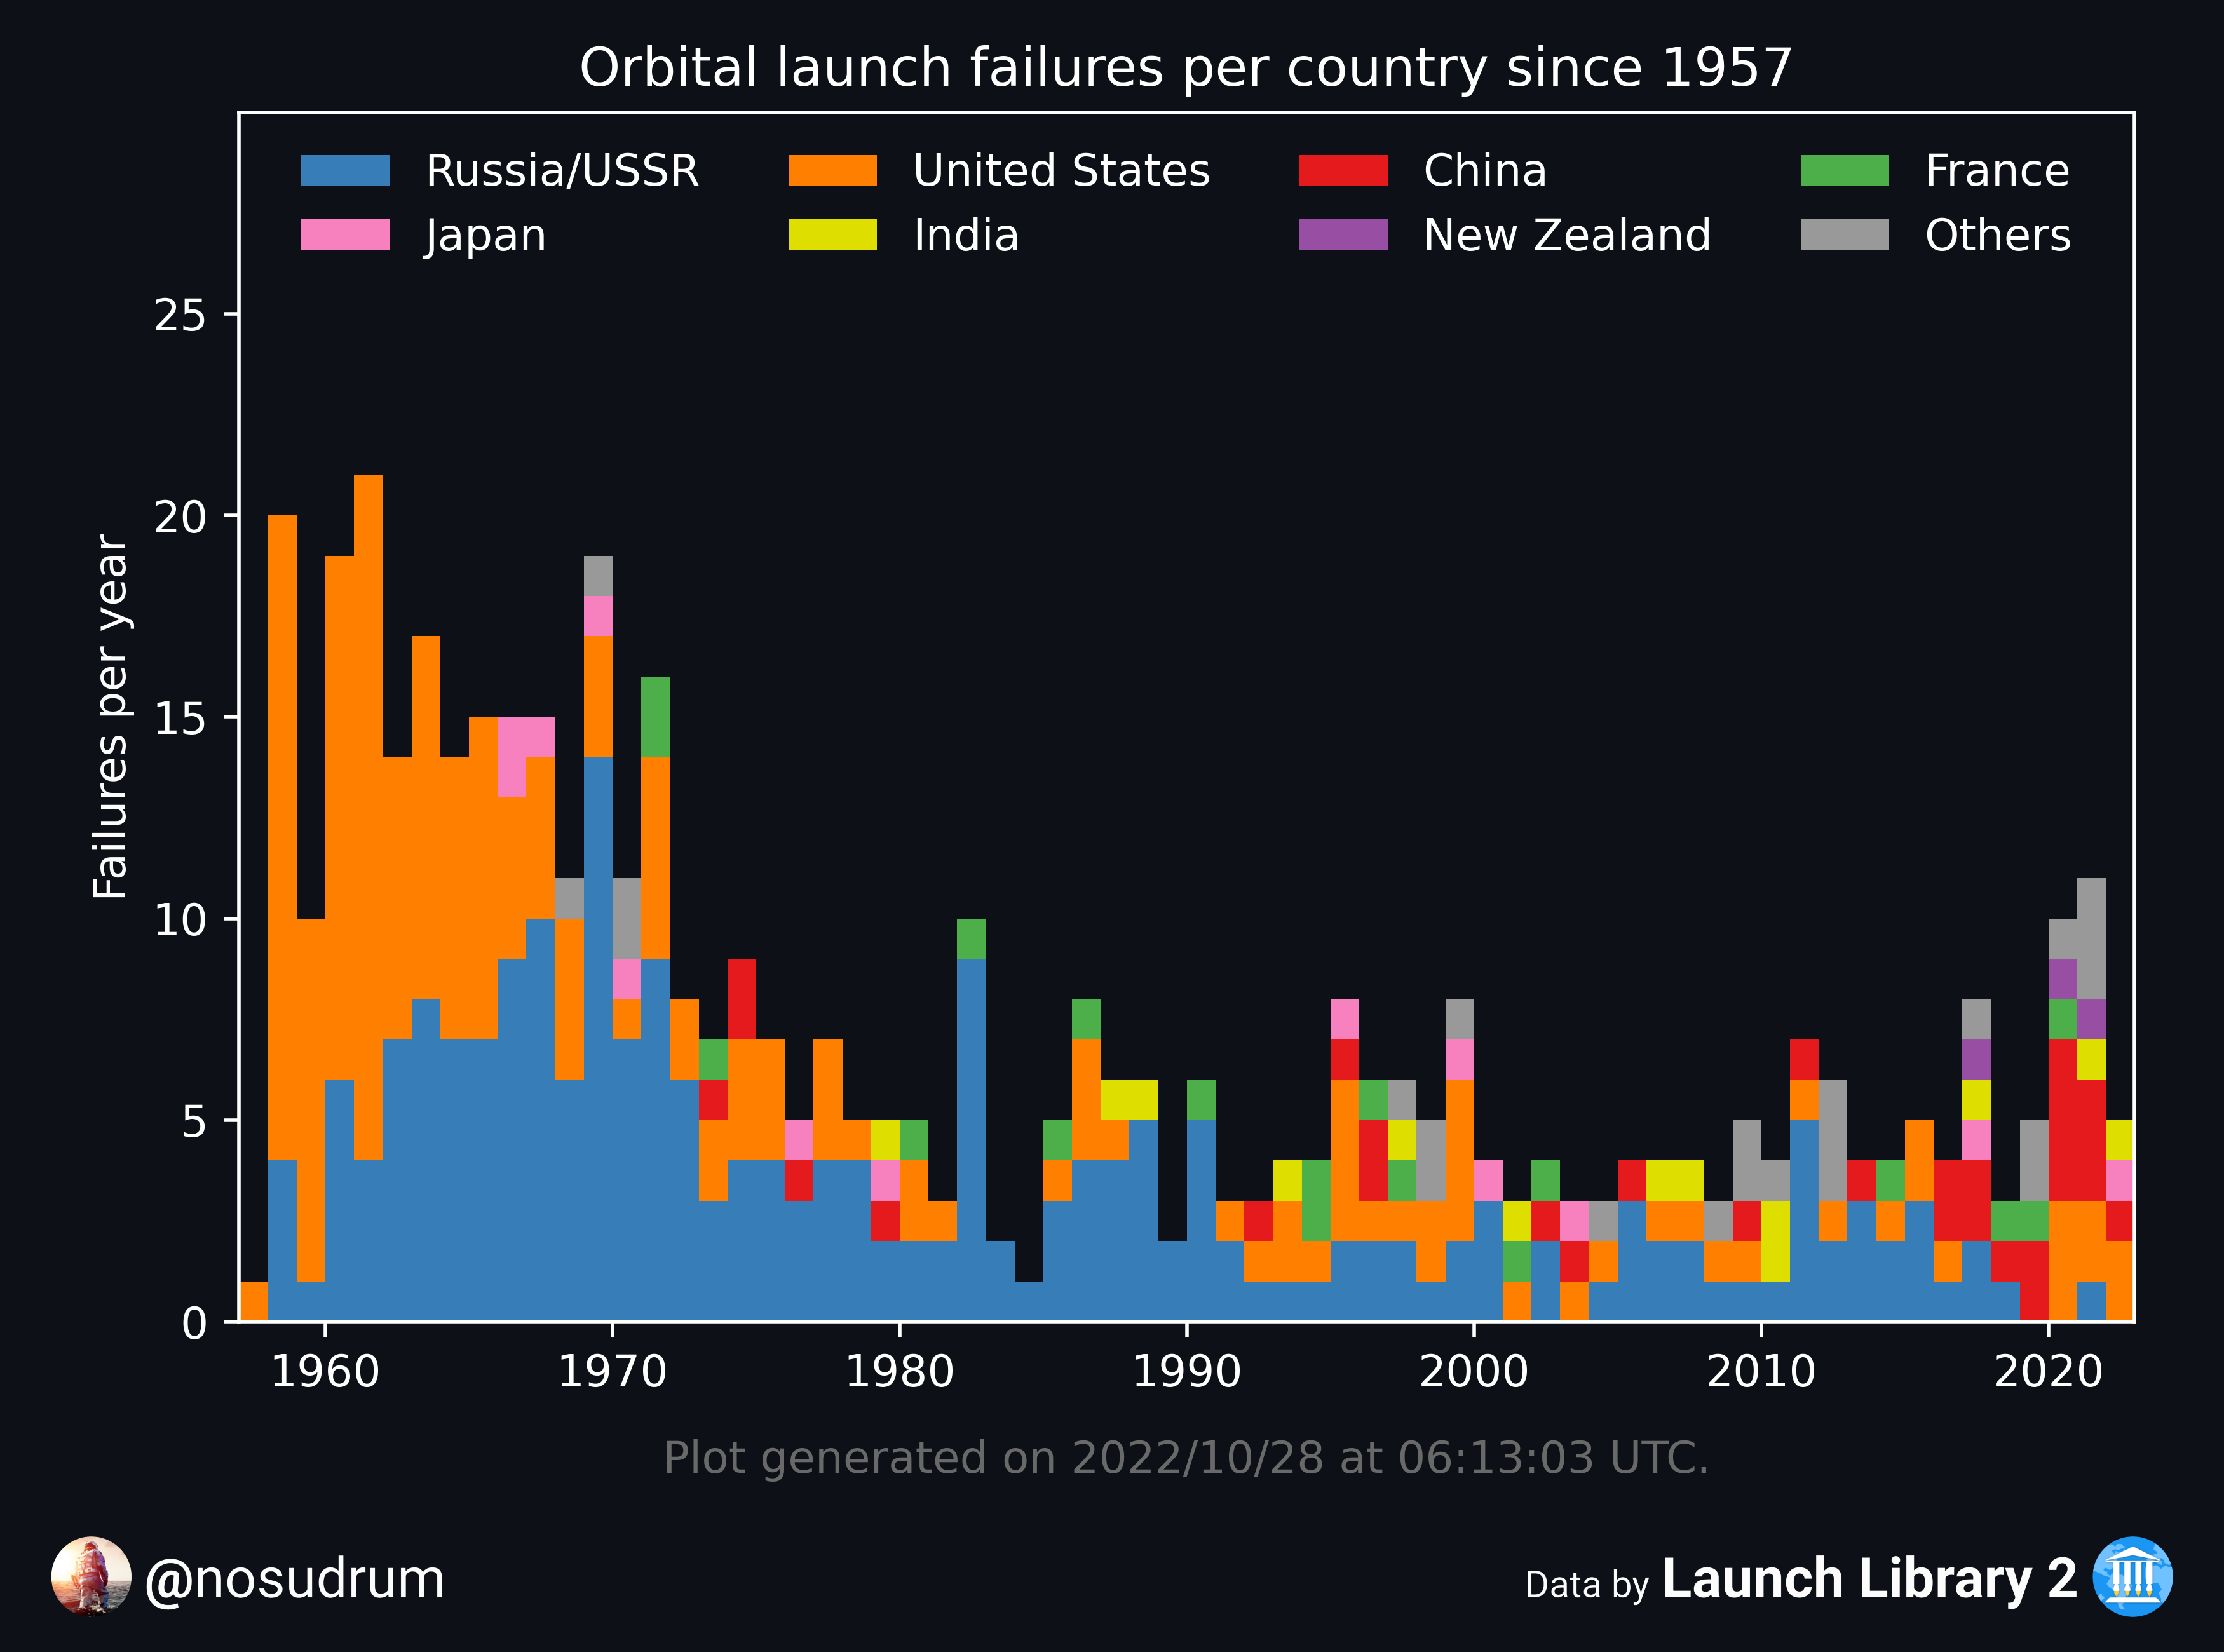 Orbital launch failures per country since 1957
Russia/USSR United States China France
Japan India New Zealand Others
25
20
15
10
5
0
Failures per year
1960 1970 1980 1990 2000 2010 2020
Plot generated on 2022/10/28 at 06:13:03 UTC.
@nosudrum Data by Launch Library 2